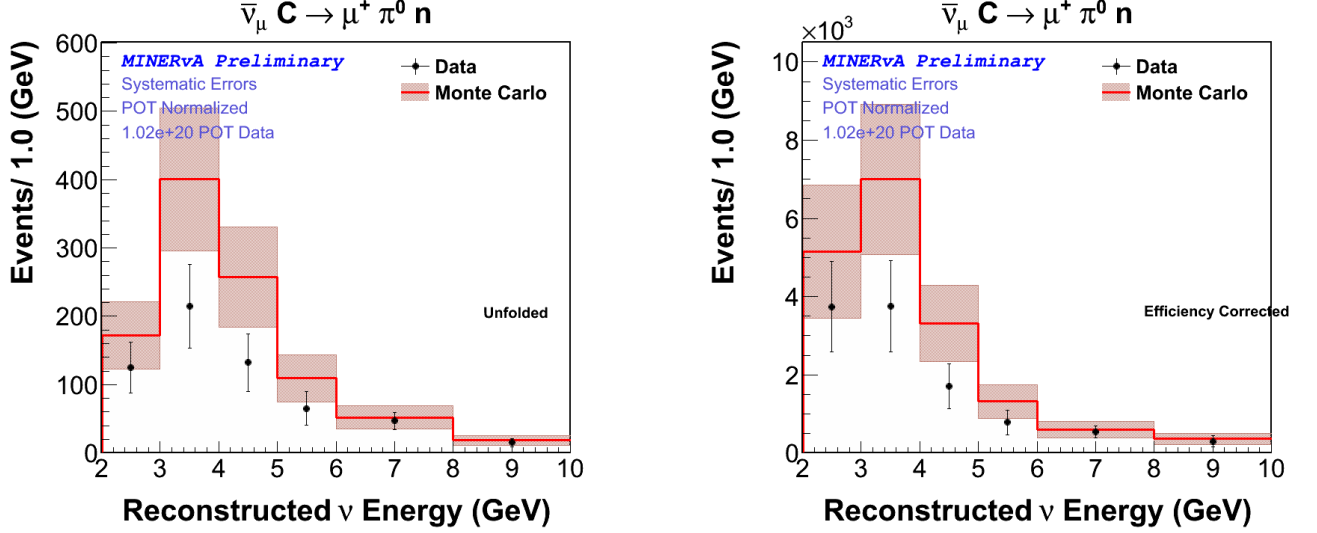 ν̄μ C → μ⁺ π⁰ n
Events/ 1.0 (GeV)
600
500
400
300
200
100
0
MINERvA Preliminary
Systematic Errors
POT Normalized
1.02e+20 POT Data
Data
Monte Carlo
Unfolded
2 3 4 5 6 7 8 9 10
Reconstructed ν Energy (GeV)
ν̄μ C → μ⁺ π⁰ n
×10³
Events/ 1.0 (GeV)
10
8
6
4
2
0
MINERvA Preliminary
Systematic Errors
POT Normalized
1.02e+20 POT Data
Data
Monte Carlo
Efficiency Corrected
2 3 4 5 6 7 8 9 10
Reconstructed ν Energy (GeV)